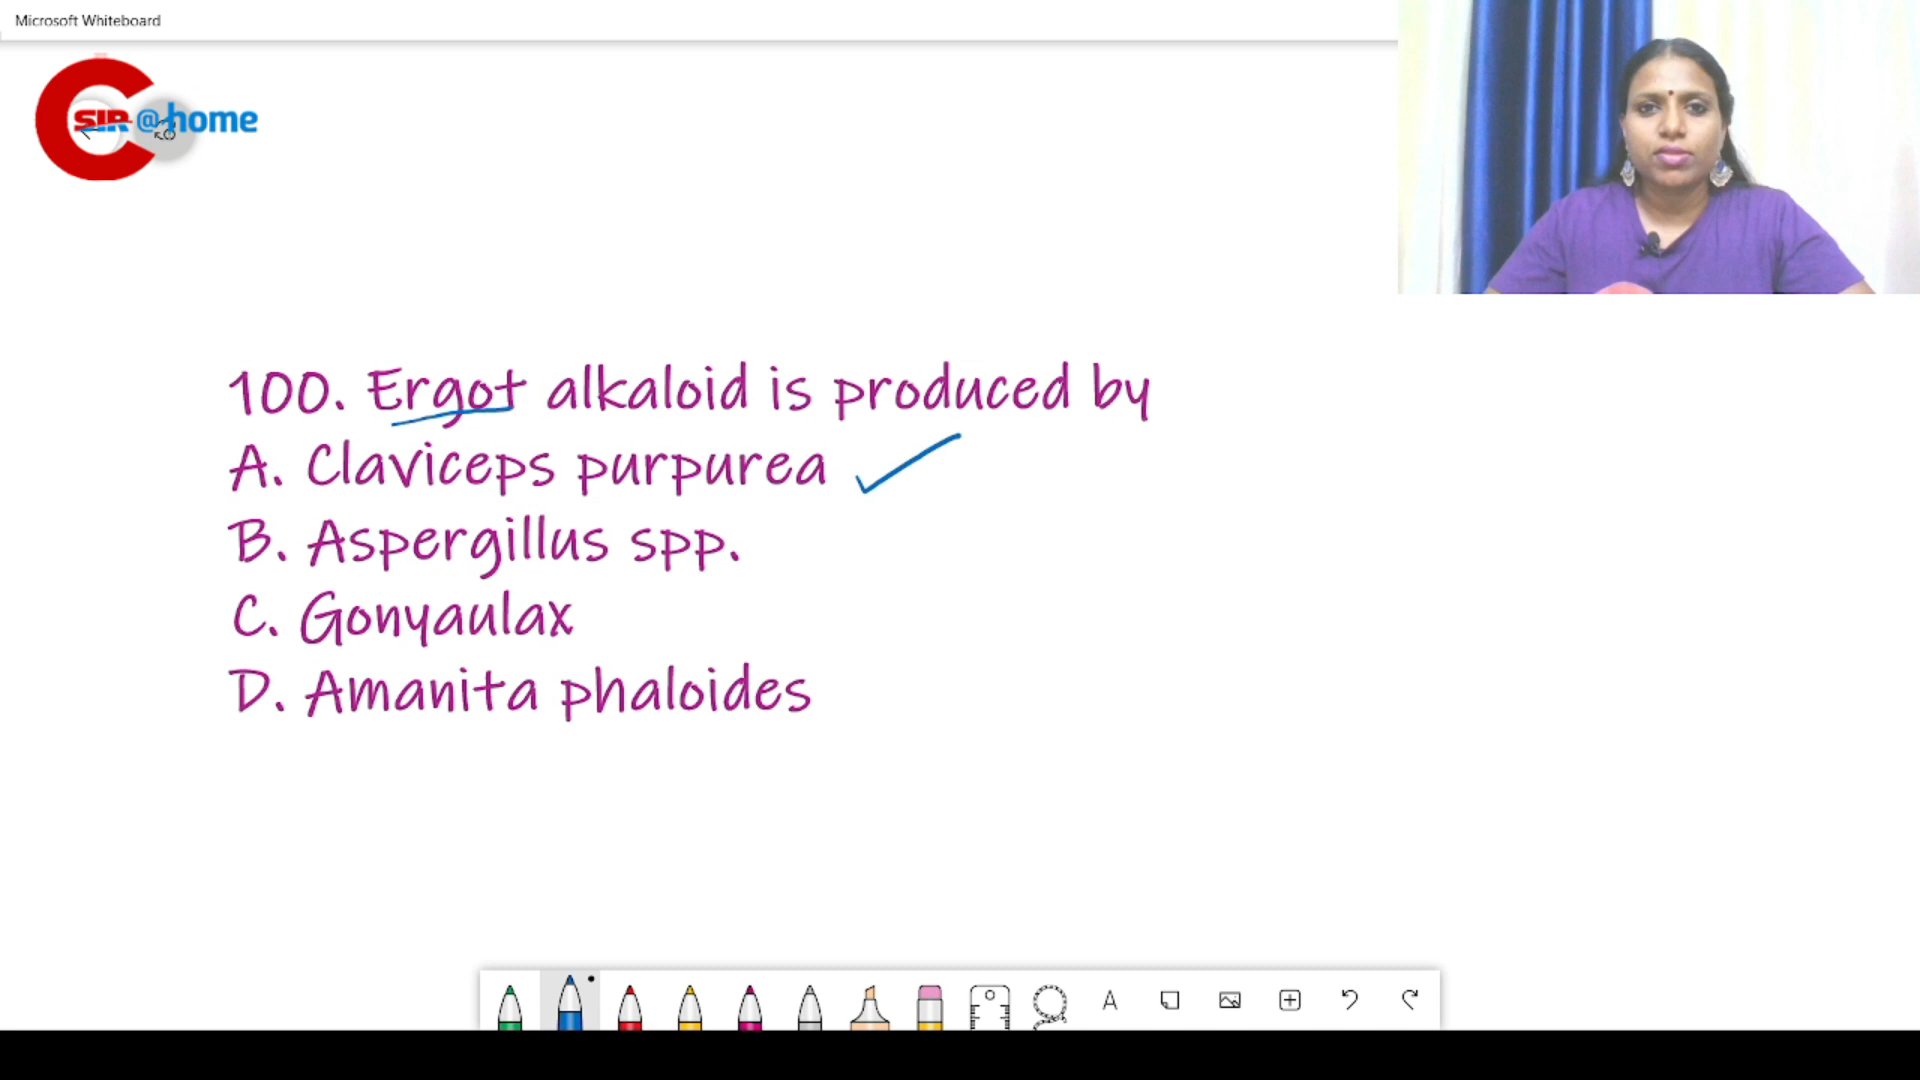 Microsoft Whiteboard
CSIR @home
100. Ergot alkaloid is produced by
A. Claviceps purpurea
B. Aspergillus spp.
C. Gonyaulax
D. Amanita phaloides
A